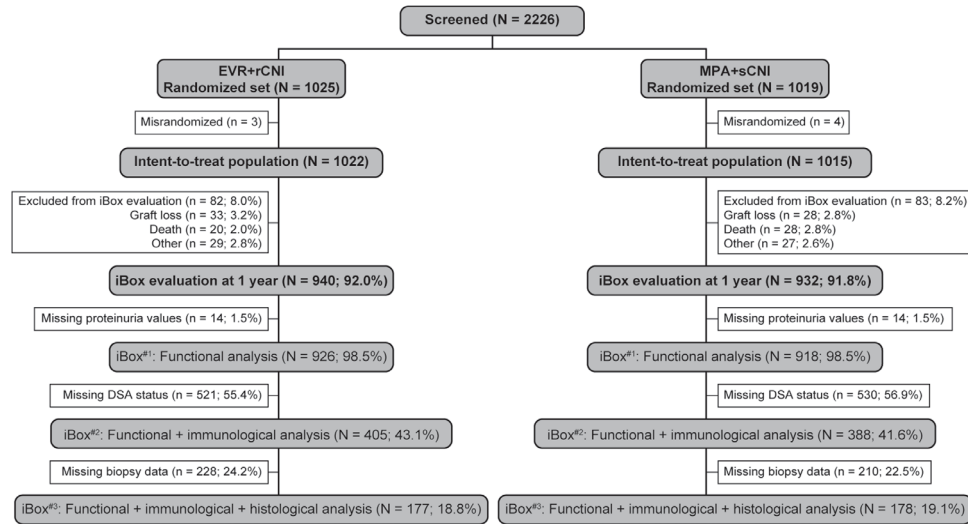 Screened (N = 2226)
EVR+rCNI
Randomized set (N = 1025)
MPA+sCNI
Randomized set (N = 1019)
Misrandomized (n = 3)
Misrandomized (n = 4)
Intent-to-treat population (N = 1022)
Intent-to-treat population (N = 1015)
Excluded from iBox evaluation (n = 82; 8.0%)
Graft loss (n = 33; 3.2%)
Death (n = 20; 2.0%)
Other (n = 29; 2.8%)
Excluded from iBox evaluation (n = 83; 8.2%)
Graft loss (n = 28; 2.8%)
Death (n = 28; 2.8%)
Other (n = 27; 2.6%)
iBox evaluation at 1 year (N = 940; 92.0%)
iBox evaluation at 1 year (N = 932; 91.8%)
Missing proteinuria values (n = 14; 1.5%)
Missing proteinuria values (n = 14; 1.5%)
iBox#1: Functional analysis (N = 926; 98.5%)
iBox#1: Functional analysis (N = 918; 98.5%)
Missing DSA status (n = 521; 55.4%)
Missing DSA status (n = 530; 56.9%)
iBox#2: Functional + immunological analysis (N = 405; 43.1%)
iBox#2: Functional + immunological analysis (N = 388; 41.6%)
Missing biopsy data (n = 228; 24.2%)
Missing biopsy data (n = 210; 22.5%)
iBox#3: Functional + immunological + histological analysis (N = 177; 18.8%)
iBox#3: Functional + immunological + histological analysis (N = 178; 19.1%)